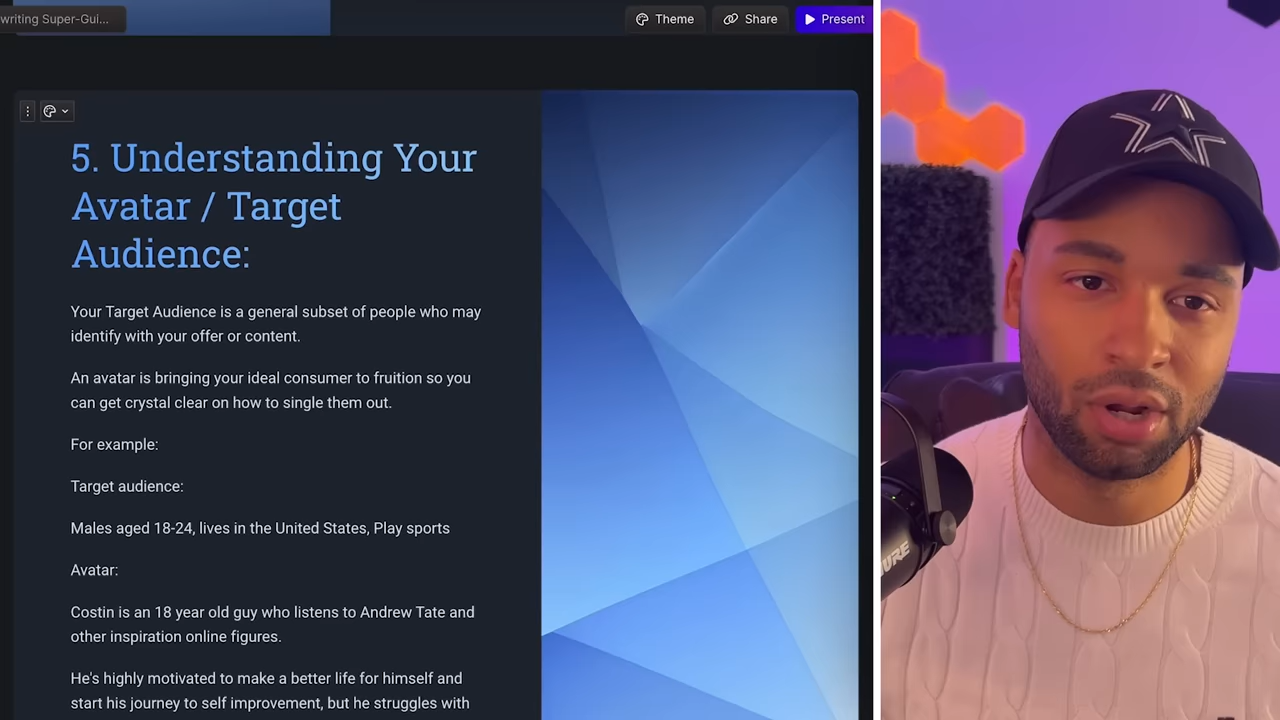 writing Super-Gui...
Theme
Share
Present
5. Understanding Your
Avatar / Target
Audience:
Your Target Audience is a general subset of people who may
identify with your offer or content.
An avatar is bringing your ideal consumer to fruition so you
can get crystal clear on how to single them out.
For example:
Target audience:
Males aged 18-24, lives in the United States, Play sports
Avatar:
Costin is an 18 year old guy who listens to Andrew Tate and
other inspiration online figures.
He's highly motivated to make a better life for himself and
start his journey to self improvement, but he struggles with